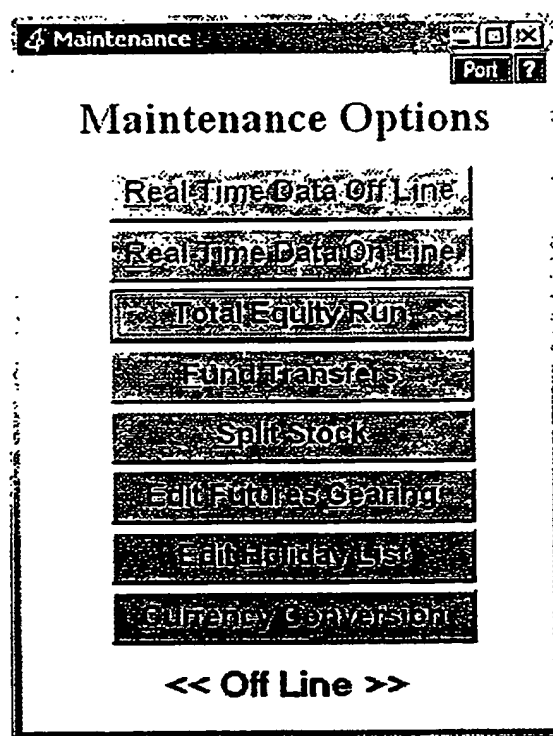 Maintenance
Port ?
Maintenance Options
Real-Time Data Off Line
Real-Time Data On Line
Total Equity Run
Fund Transfers
Split Stock
Edit Futures Gearing
Edit Holiday List
Currency Conversion
<< Off Line >>